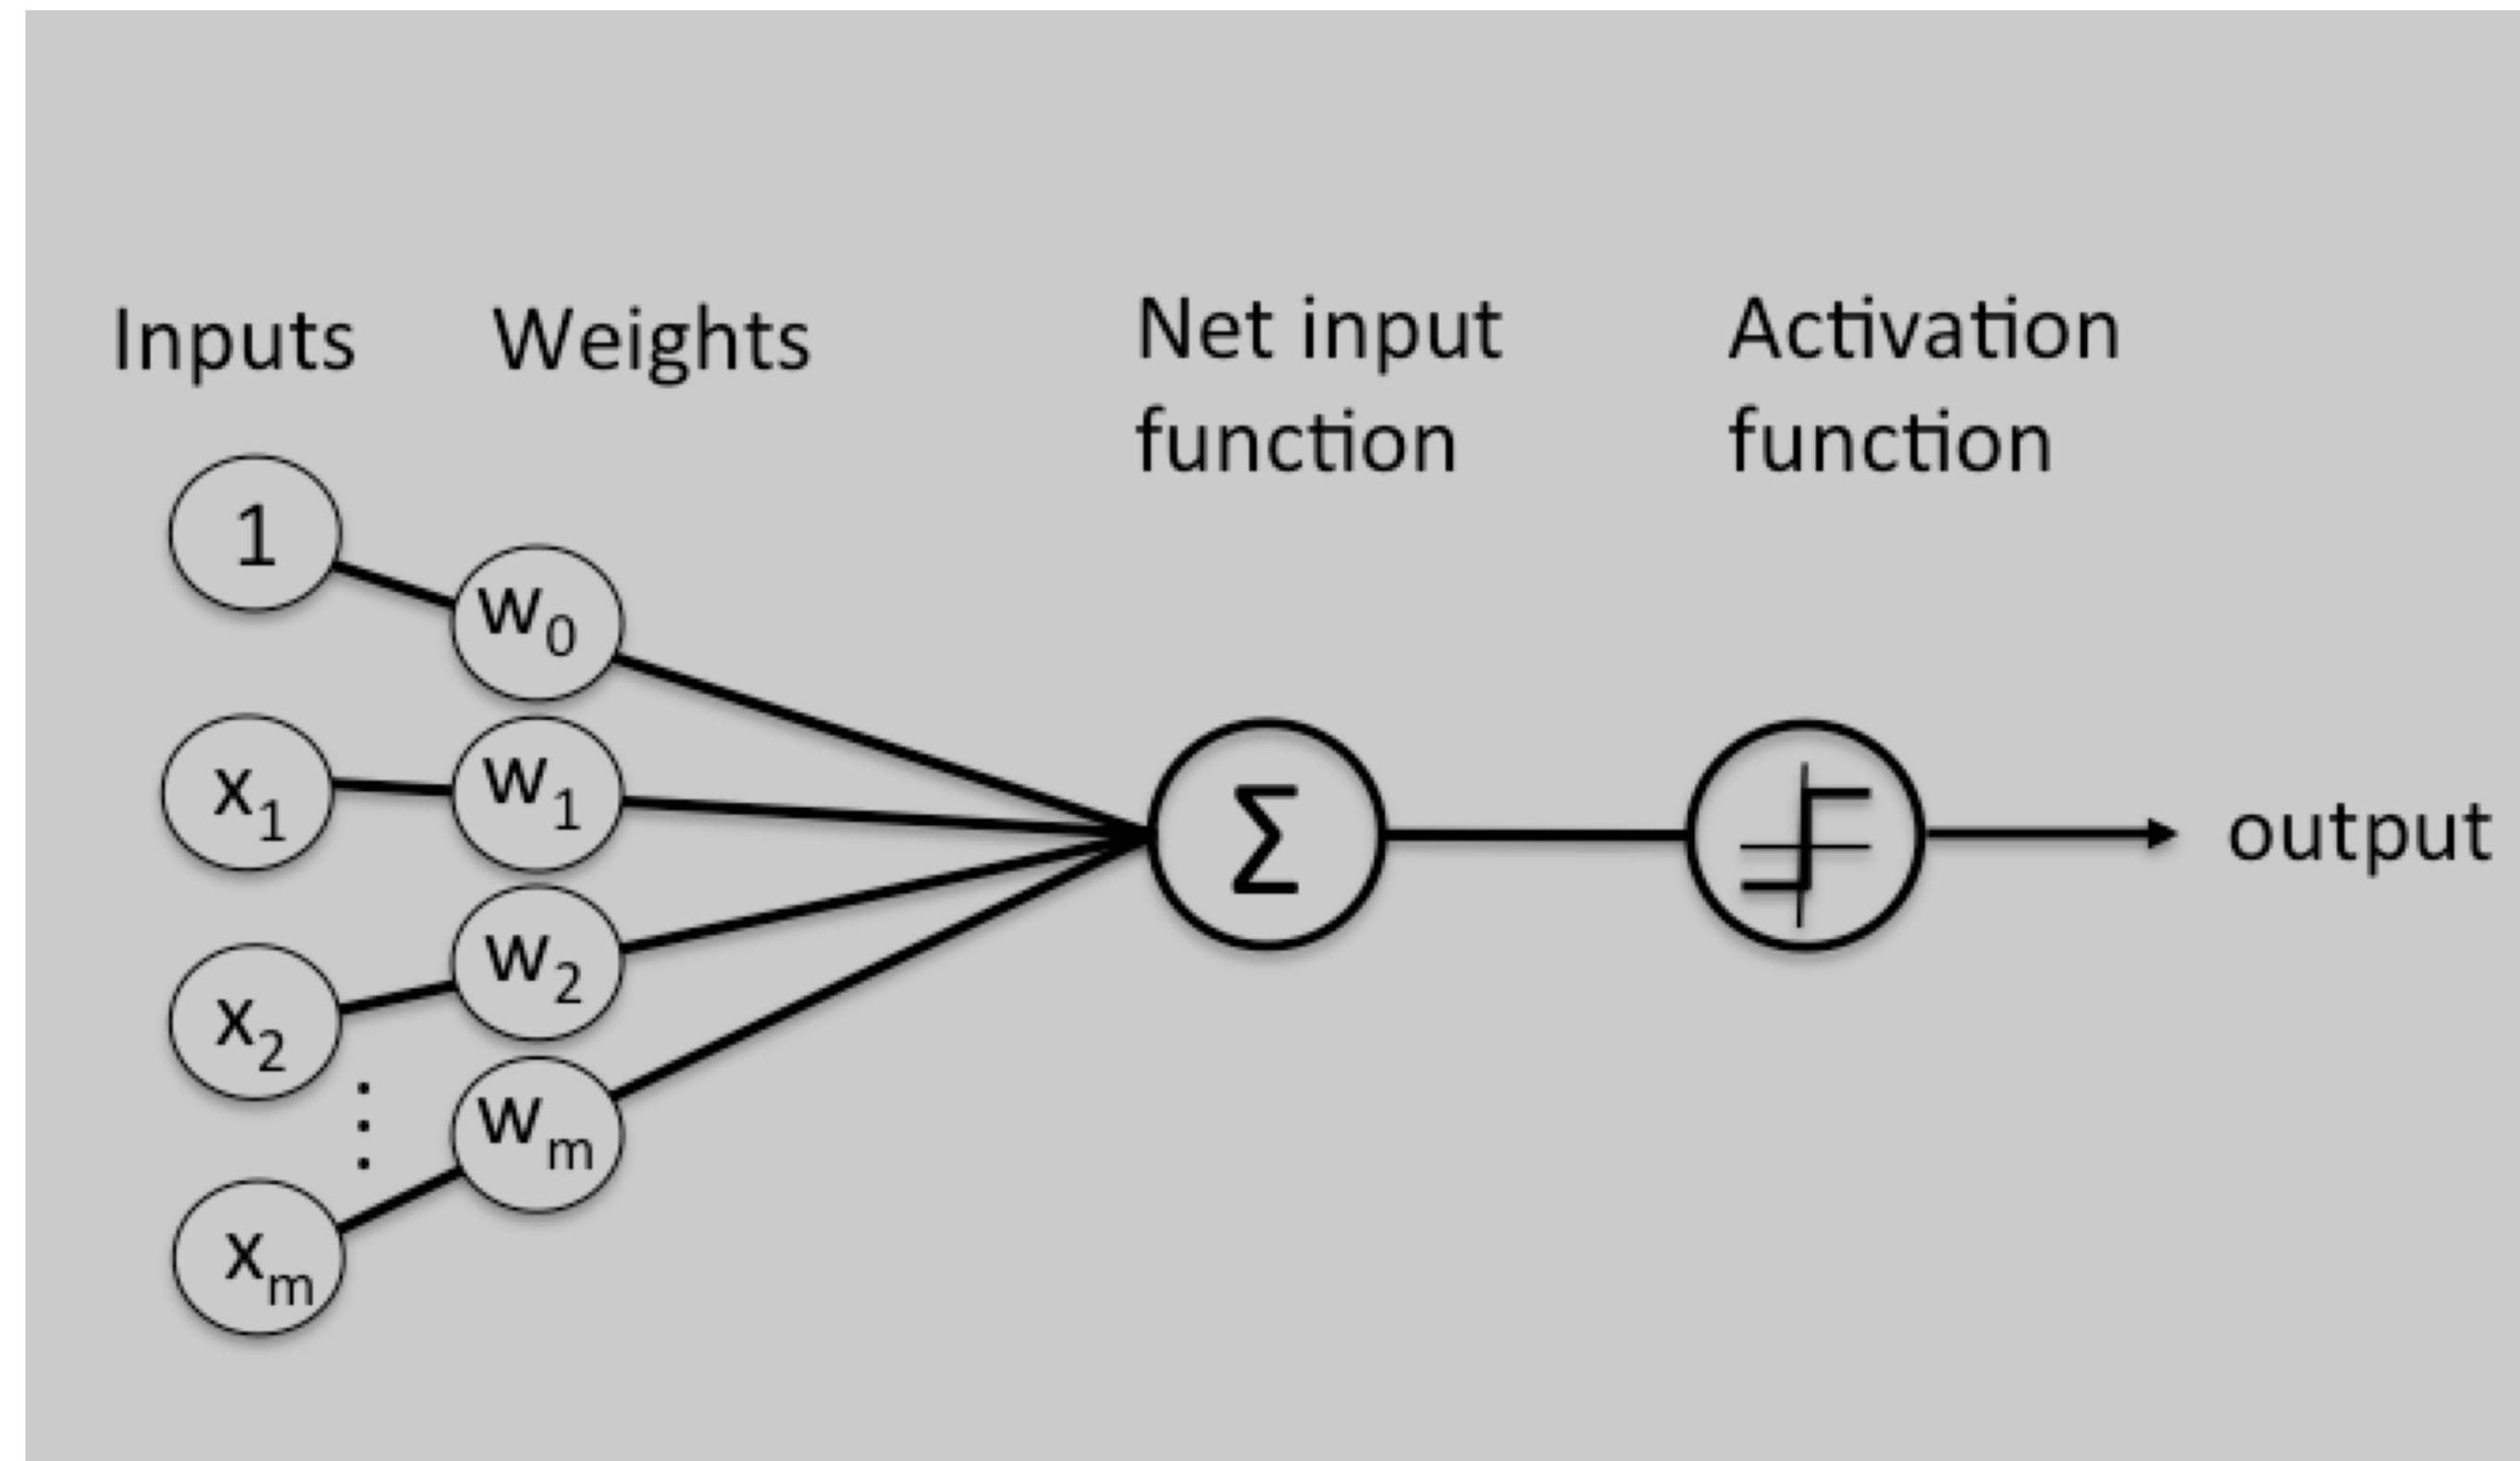 Inputs
Weights
Net input
function
Activation
function
1
w0
x1
w1
x2
w2
⋮
xm
wm
Σ
output